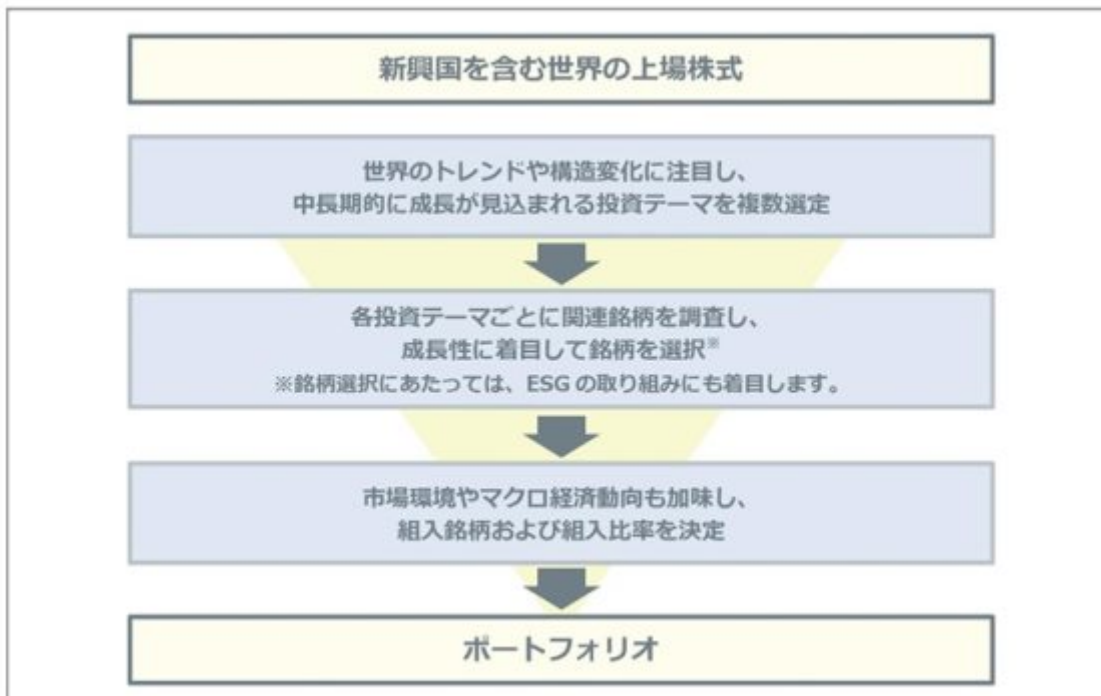 新興国を含む世界の上場株式
世界のトレンドや構造変化に注目し、
中長期的に成長が見込まれる投資テーマを複数選定
各投資テーマごとに関連銘柄を調査し、
成長性に着目して銘柄を選択※
※銘柄選択にあたっては、ESGの取り組みにも着目します。
市場環境やマクロ経済動向も加味し、
組入銘柄および組入比率を決定
ポートフォリオ